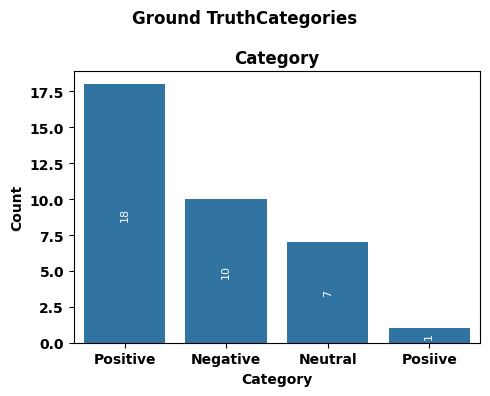 Ground TruthCategories
Category
17.5
15.0
12.5
10.0
7.5
5.0
2.5
0.0
Count
18
10
7
1
Positive Negative Neutral Posiive
Category